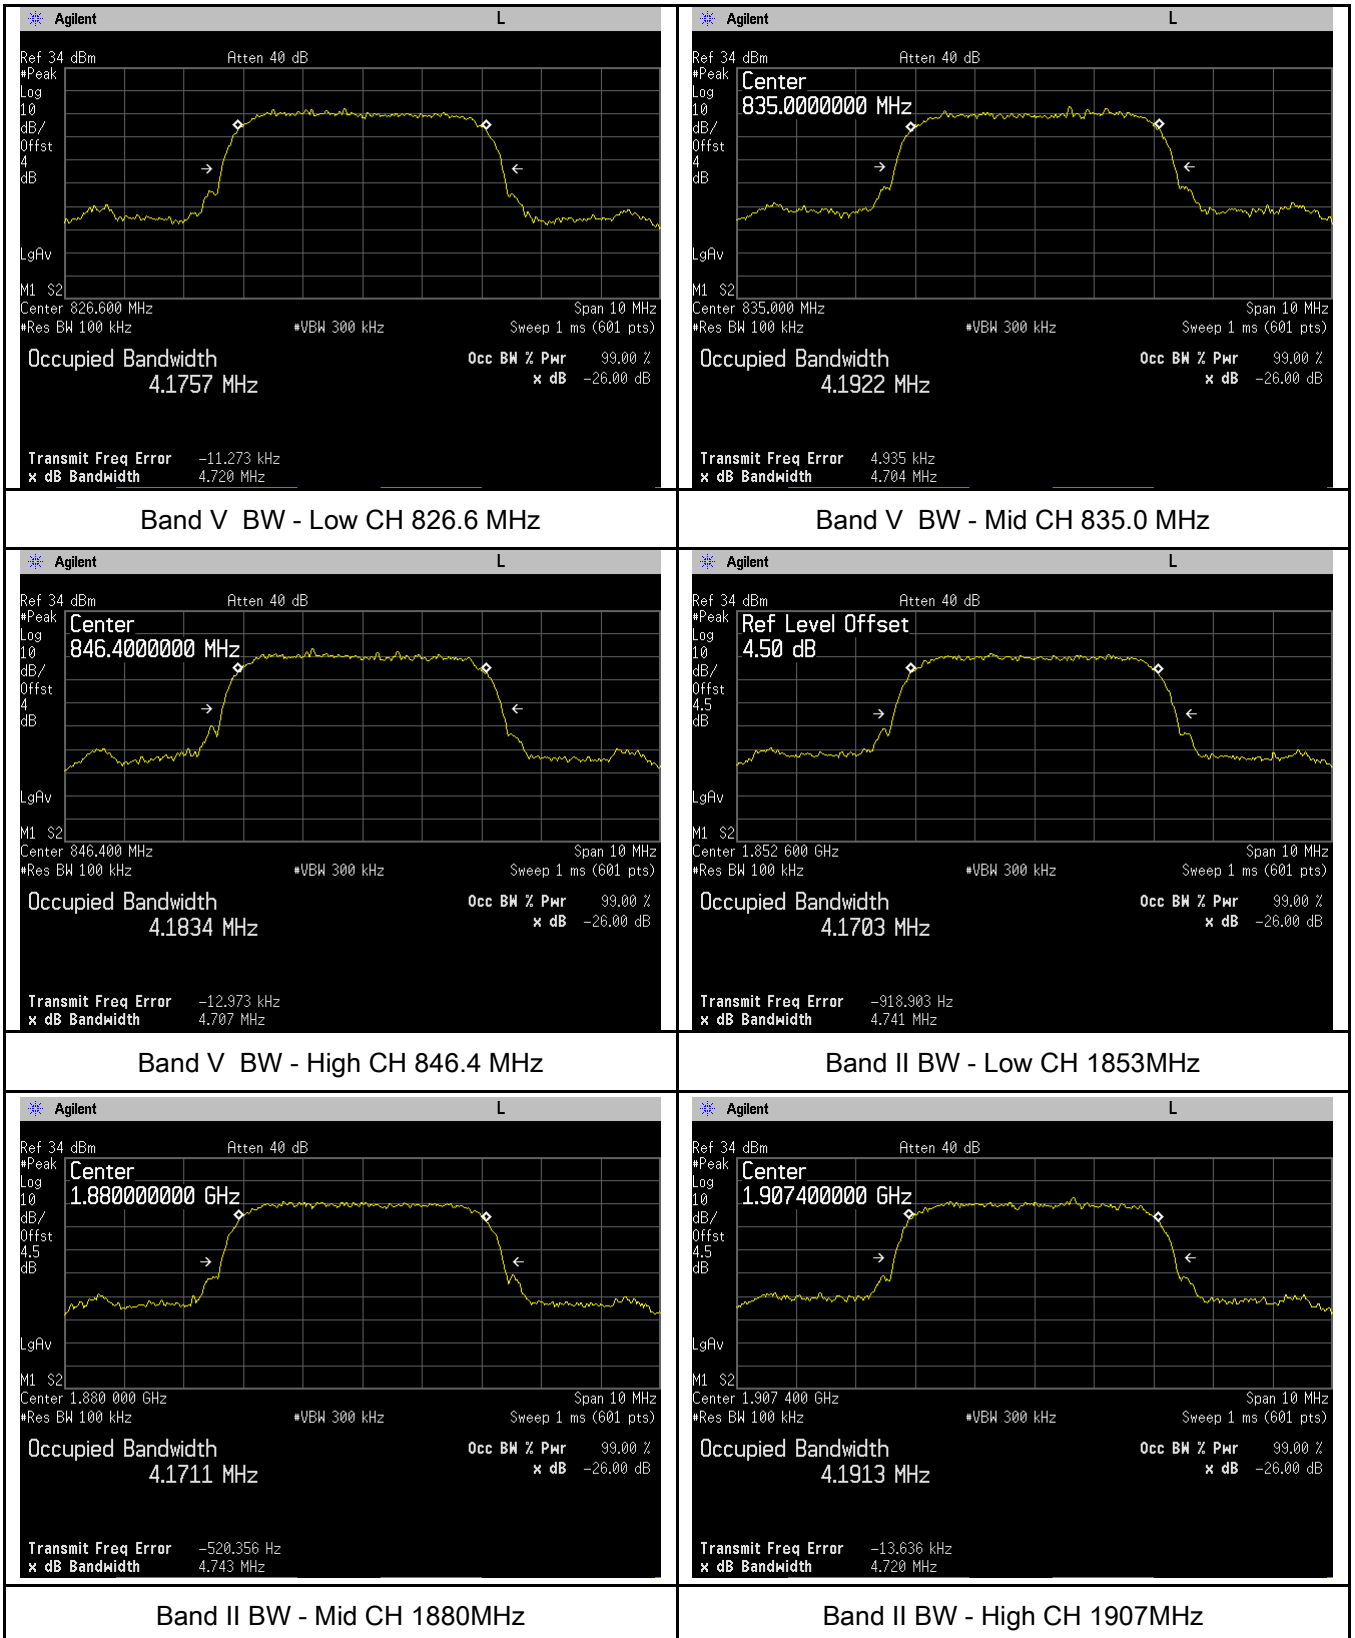 Agilent L
Ref 34 dBm Atten 40 dB
#Peak
Log
10
dB/
Offst
4
dB
LgAv
M1 S2
Center 826.600 MHz Span 10 MHz
#Res BW 100 kHz #VBW 300 kHz Sweep 1 ms (601 pts)
Occupied Bandwidth Occ BW % Pwr 99.00 %
4.1757 MHz x dB -26.00 dB
Transmit Freq Error -11.273 kHz
x dB Bandwidth 4.720 MHz
Band V BW - Low CH 826.6 MHz
Agilent L
Ref 34 dBm Atten 40 dB
#Peak
Log
10
dB/
Offst
4
dB
Center
835.0000000 MHz
LgAv
M1 S2
Center 835.000 MHz Span 10 MHz
#Res BW 100 kHz #VBW 300 kHz Sweep 1 ms (601 pts)
Occupied Bandwidth Occ BW % Pwr 99.00 %
4.1922 MHz x dB -26.00 dB
Transmit Freq Error 4.935 kHz
x dB Bandwidth 4.704 MHz
Band V BW - Mid CH 835.0 MHz
Agilent L
Ref 34 dBm Atten 40 dB
#Peak
Log
10
dB/
Offst
4
dB
Center
846.4000000 MHz
LgAv
M1 S2
Center 846.400 MHz Span 10 MHz
#Res BW 100 kHz #VBW 300 kHz Sweep 1 ms (601 pts)
Occupied Bandwidth Occ BW % Pwr 99.00 %
4.1834 MHz x dB -26.00 dB
Transmit Freq Error -12.973 kHz
x dB Bandwidth 4.707 MHz
Band V BW - High CH 846.4 MHz
Agilent L
Ref 34 dBm Atten 40 dB
#Peak
Log
10
dB/
Offst
4.5
dB
Ref Level Offset
4.50 dB
LgAv
M1 S2
Center 1.852 600 GHz Span 10 MHz
#Res BW 100 kHz #VBW 300 kHz Sweep 1 ms (601 pts)
Occupied Bandwidth Occ BW % Pwr 99.00 %
4.1703 MHz x dB -26.00 dB
Transmit Freq Error -918.903 Hz
x dB Bandwidth 4.741 MHz
Band II BW - Low CH 1853MHz
Agilent L
Ref 34 dBm Atten 40 dB
#Peak
Log
10
dB/
Offst
4.5
dB
Center
1.880000000 GHz
LgAv
M1 S2
Center 1.880 000 GHz Span 10 MHz
#Res BW 100 kHz #VBW 300 kHz Sweep 1 ms (601 pts)
Occupied Bandwidth Occ BW % Pwr 99.00 %
4.1711 MHz x dB -26.00 dB
Transmit Freq Error -520.356 Hz
x dB Bandwidth 4.743 MHz
Band II BW - Mid CH 1880MHz
Agilent L
Ref 34 dBm Atten 40 dB
#Peak
Log
10
dB/
Offst
4.5
dB
Center
1.907400000 GHz
LgAv
M1 S2
Center 1.907 400 GHz Span 10 MHz
#Res BW 100 kHz #VBW 300 kHz Sweep 1 ms (601 pts)
Occupied Bandwidth Occ BW % Pwr 99.00 %
4.1913 MHz x dB -26.00 dB
Transmit Freq Error -13.636 kHz
x dB Bandwidth 4.720 MHz
Band II BW - High CH 1907MHz